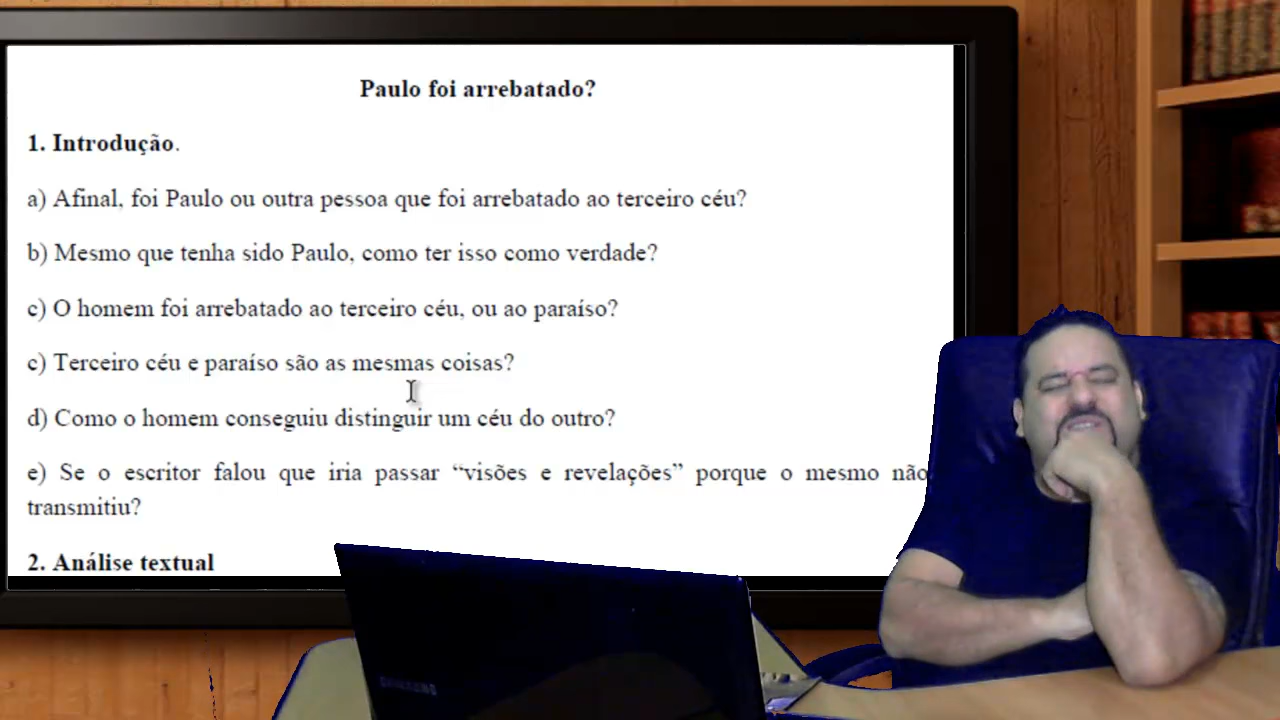 Paulo foi arrebatado?
1. Introdução.
a) Afinal, foi Paulo ou outra pessoa que foi arrebatado ao terceiro céu?
b) Mesmo que tenha sido Paulo, como ter isso como verdade?
c) O homem foi arrebatado ao terceiro céu, ou ao paraíso?
c) Terceiro céu e paraíso são as mesmas coisas?
d) Como o homem conseguiu distinguir um céu do outro?
e) Se o escritor falou que iria passar “visões e revelações” porque o mesmo não
transmitiu?
2. Análise textual
SAMSUNG